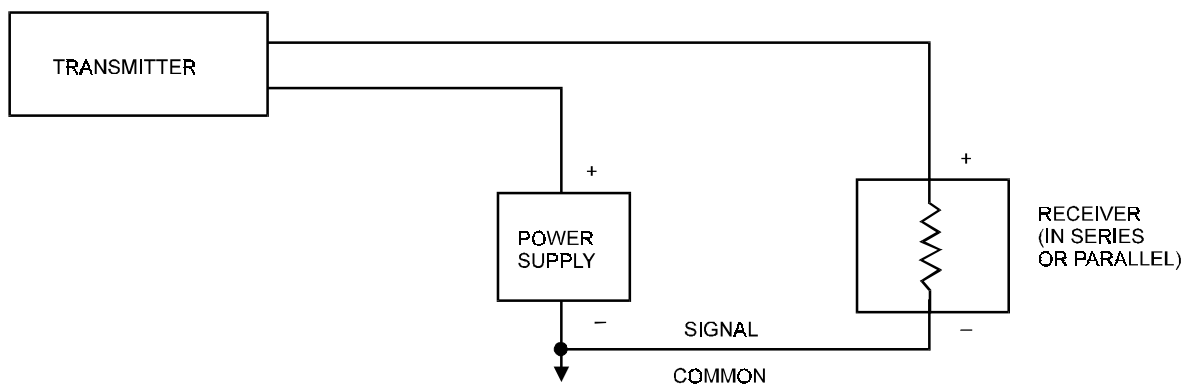 TRANSMITTER
+
+
POWER
SUPPLY
RECEIVER
(IN SERIES
OR PARALLEL)
–
SIGNAL
–
COMMON